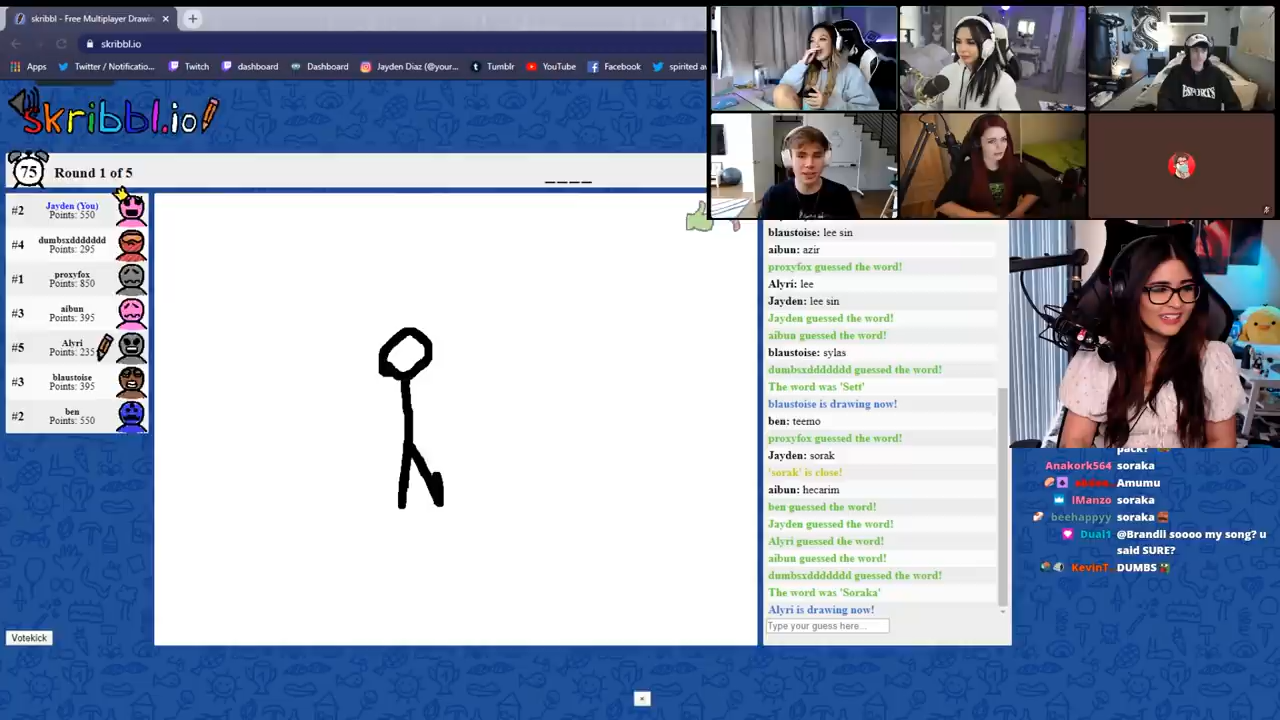 skribbl - Free Multiplayer Drawin
skribbl.io
Apps
Twitter / Notificatio...
Twitch
dashboard
Dashboard
Jayden Diaz (@your...
Tumblr
YouTube
Facebook
spirited av
skribbl.io
75
Round 1 of 5
_ _ _ _
#2
Jayden (You)
Points: 550
#4
dumbsxddddddd
Points: 295
#1
proxyfox
Points: 850
#3
aibun
Points: 395
#5
Alyri
Points: 235
#3
blaustoise
Points: 395
#2
ben
Points: 550
Votekick
blaustoise: lee sin
aibun: azir
proxyfox guessed the word!
Alyri: lee
Jayden: lee sin
Jayden guessed the word!
aibun guessed the word!
blaustoise: sylas
dumbsxddddddd guessed the word!
The word was 'Sett'
blaustoise is drawing now!
ben: teemo
proxyfox guessed the word!
Jayden: sorak
'sorak' is close!
aibun: hecarim
ben guessed the word!
Jayden guessed the word!
Alyri guessed the word!
aibun guessed the word!
dumbsxddddddd guessed the word!
The word was 'Soraka'
Alyri is drawing now!
Type your guess here...
ESPORTS
pack?
Anakork564 soraka
Amumu
IManzo soraka
beehappyy soraka
Dual1 @Brandil soooo my song? u
said SURE?
KevinT... DUMBS